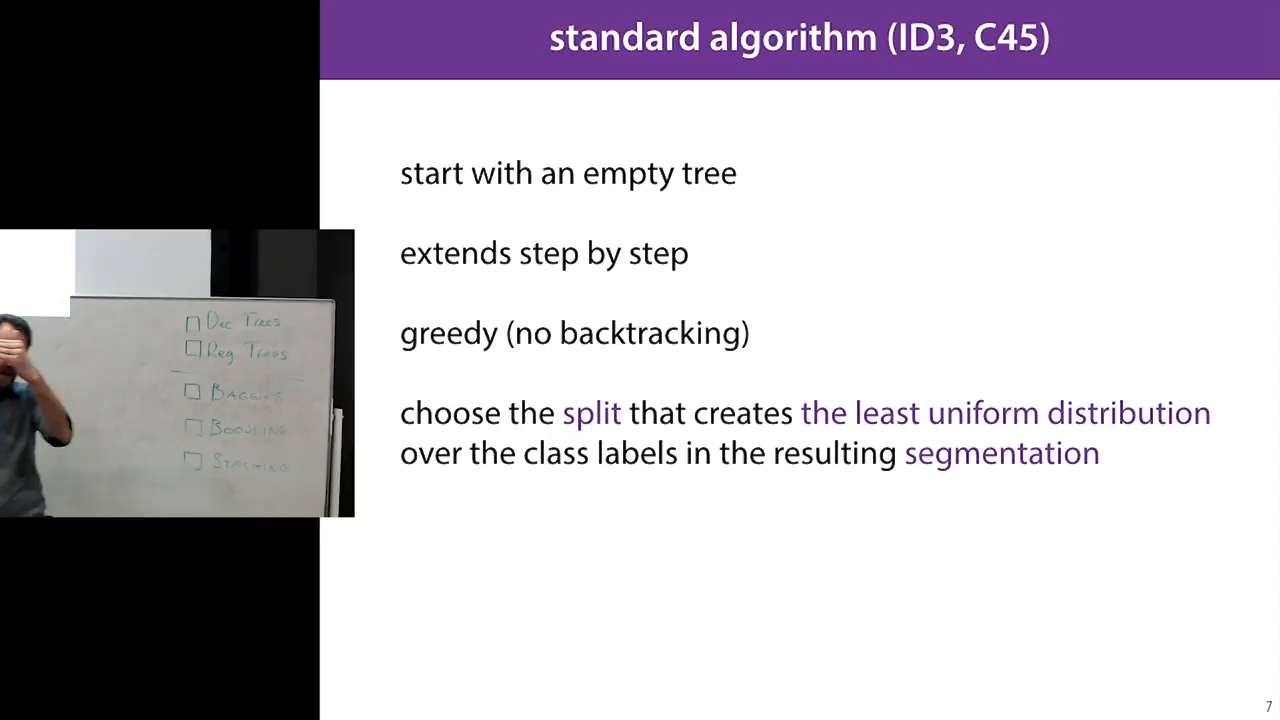 standard algorithm (ID3, C45)
start with an empty tree
extends step by step
greedy (no backtracking)
choose the split that creates the least uniform distribution
over the class labels in the resulting segmentation
Dec Trees
Reg Trees
BAGGING
BOOSTING
STACKING
7